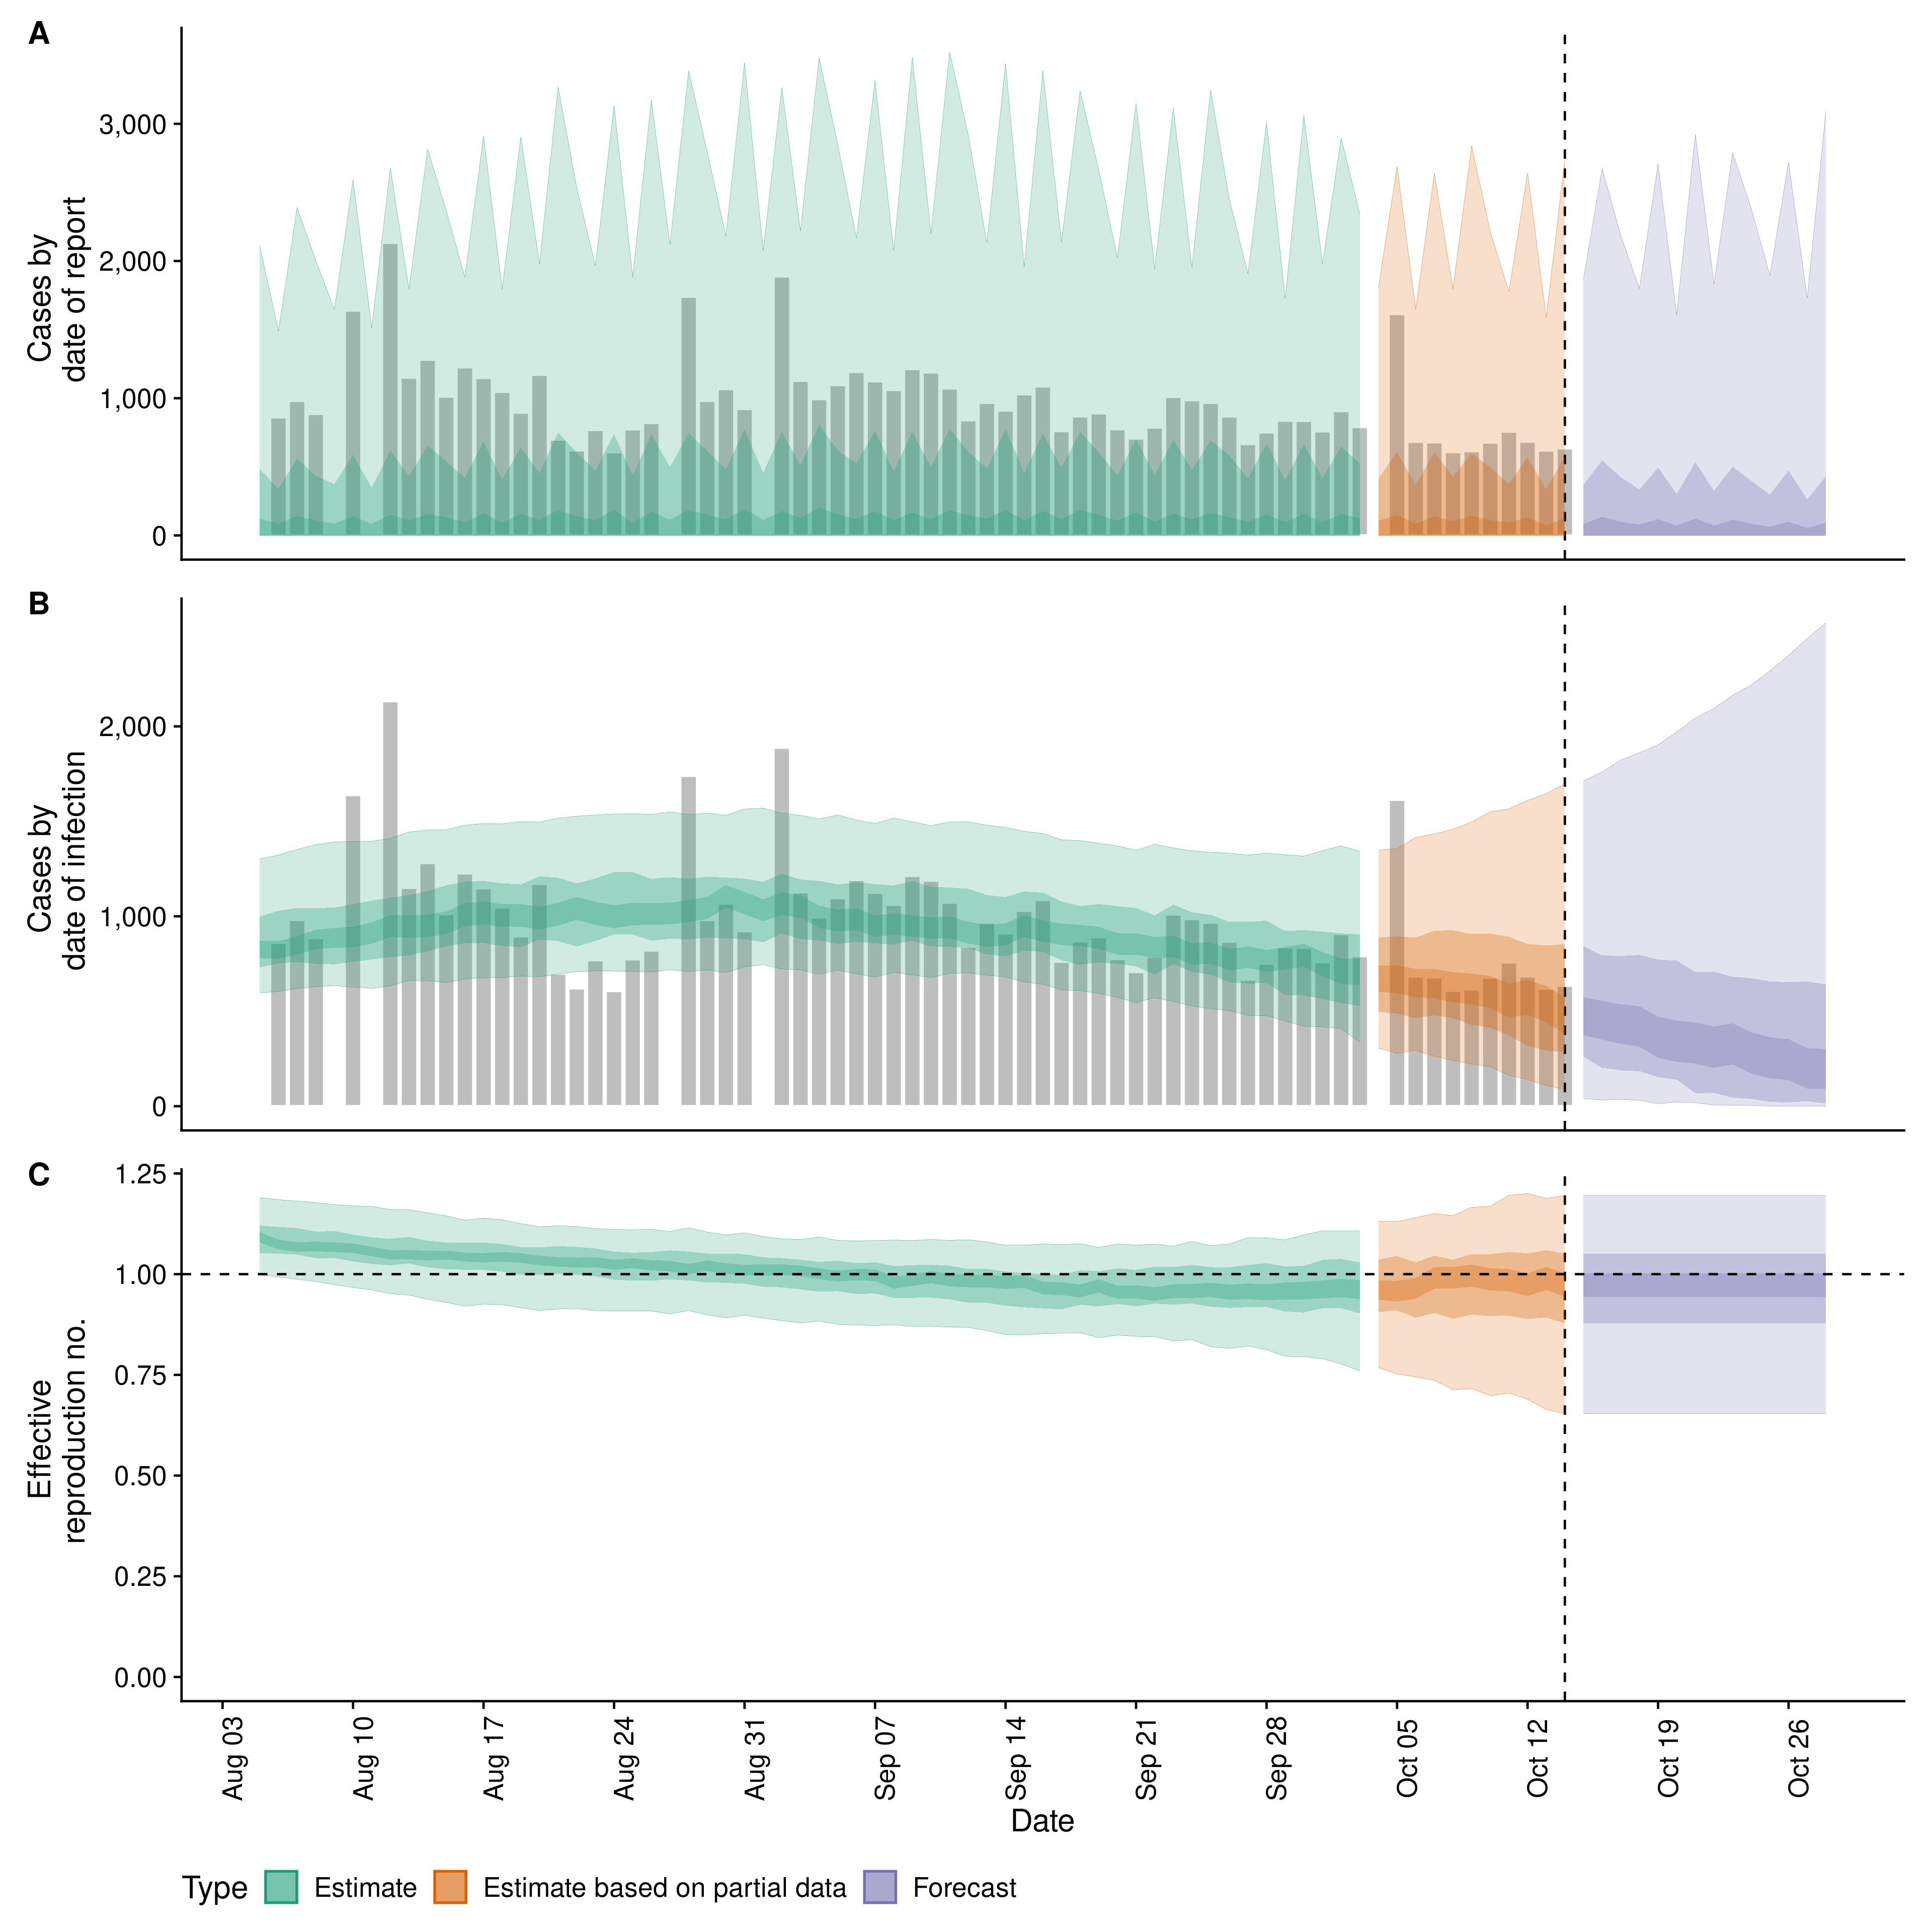 A
Cases by
date of report
3,000
2,000
1,000
0
B
Cases by
date of infection
2,000
1,000
0
C
Effective
reproduction no.
1.25
1.00
0.75
0.50
0.25
0.00
Aug 03
Aug 10
Aug 17
Aug 24
Aug 31
Sep 07
Sep 14
Sep 21
Sep 28
Oct 05
Oct 12
Oct 19
Oct 26
Date
Type Estimate Estimate based on partial data Forecast